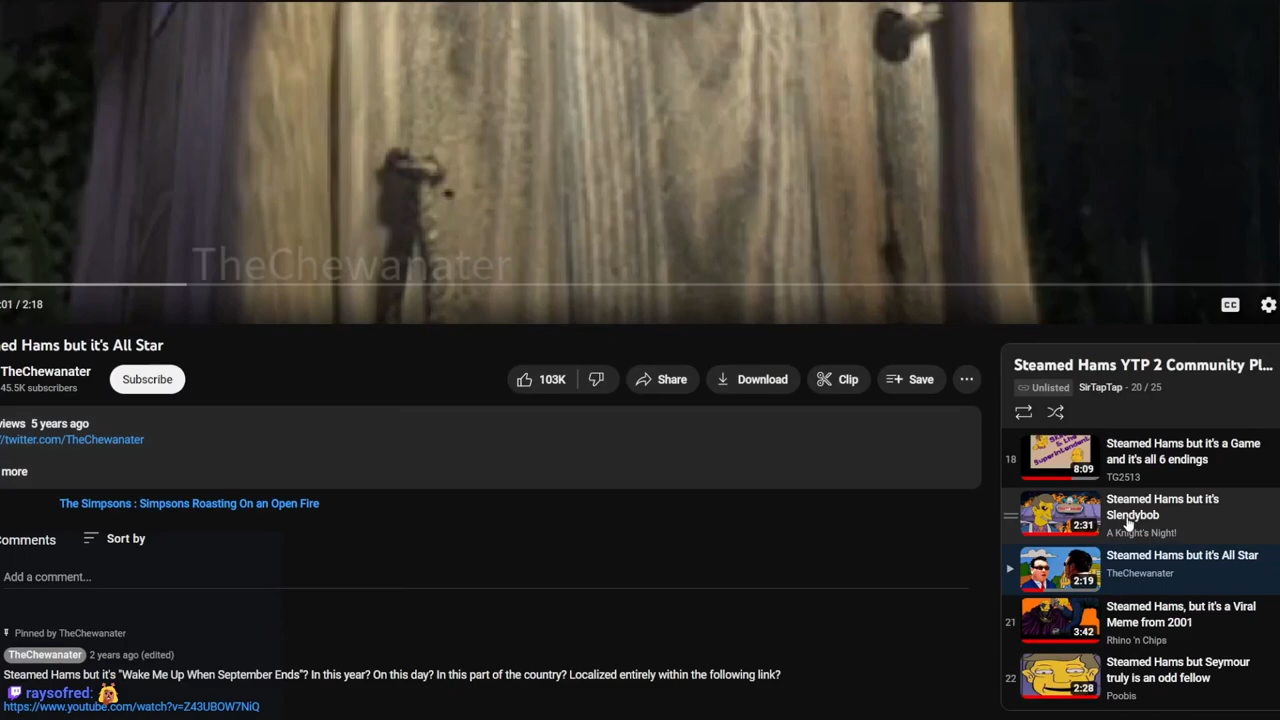 TheChewanater
:01 / 2:18
CC
ed Hams but it's All Star
TheChewanater
45.5K subscribers
Subscribe
103K
Share
Download
Clip
Save
iews 5 years ago
//twitter.com/TheChewanater
more
The Simpsons : Simpsons Roasting On an Open Fire
Comments
Sort by
Add a comment...
Pinned by TheChewanater
TheChewanater 2 years ago (edited)
Steamed Hams but it's "Wake Me Up When September Ends"? In this year? On this day? In this part of the country? Localized entirely within the following link?
raysofred:
https://www.youtube.com/watch?v=Z43UBOW7NiQ
Steamed Hams YTP 2 Community Pl...
Unlisted SirTapTap - 20 / 25
18
8:09
Steamed Hams but it's a Game
and it's all 6 endings
TG2513
2:31
Steamed Hams but it's
Slendybob
A Knight's Night!
2:19
Steamed Hams but it's All Star
TheChewanater
21
3:42
Steamed Hams, but it's a Viral
Meme from 2001
Rhino 'n Chips
22
2:28
Steamed Hams but Seymour
truly is an odd fellow
Poobis